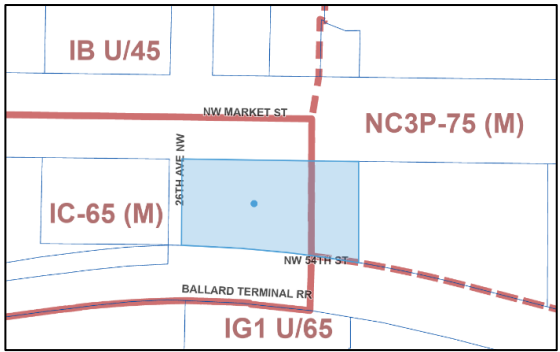 IB U/45
NW MARKET ST
NC3P-75 (M)
26TH AVE NW
IC-65 (M)
NW 54TH ST
BALLARD TERMINAL RR
IG1 U/65